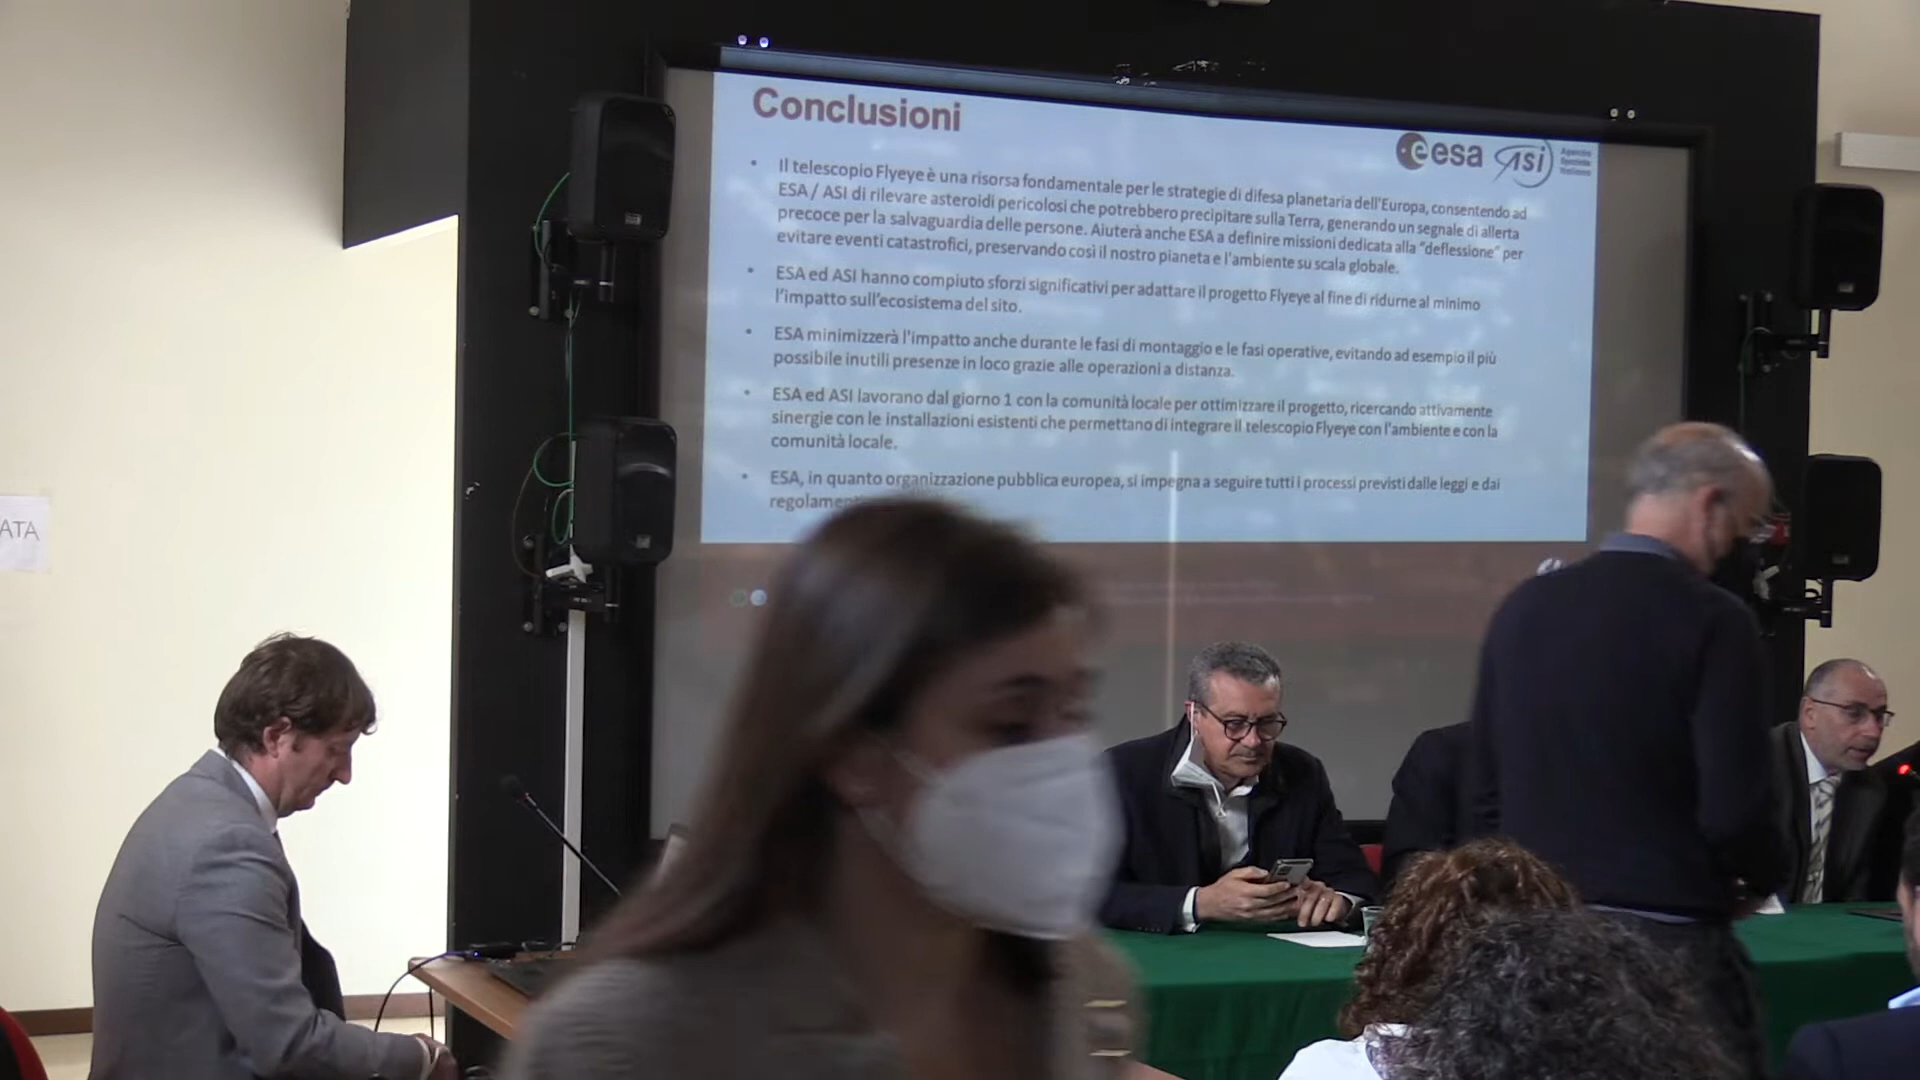 Conclusioni
esa
asi
Agenzia
Spaziale
Italiana
• Il telescopio Flyeye è una risorsa fondamentale per le strategie di difesa planetaria dell'Europa, consentendo ad
ESA / ASI di rilevare asteroidi pericolosi che potrebbero precipitare sulla Terra, generando un segnale di allerta
precoce per la salvaguardia delle persone. Aiuterà anche ESA a definire missioni dedicata alla "deflessione" per
evitare eventi catastrofici, preservando così il nostro pianeta e l'ambiente su scala globale.
• ESA ed ASI hanno compiuto sforzi significativi per adattare il progetto Flyeye al fine di ridurne al minimo
l'impatto sull'ecosistema del sito.
• ESA minimizzerà l'impatto anche durante le fasi di montaggio e le fasi operative, evitando ad esempio il più
possibile inutili presenze in loco grazie alle operazioni a distanza.
• ESA ed ASI lavorano dal giorno 1 con la comunità locale per ottimizzare il progetto, ricercando attivamente
sinergie con le installazioni esistenti che permettano di integrare il telescopio Flyeye con l'ambiente e con la
comunità locale.
• ESA, in quanto organizzazione pubblica europea, si impegna a seguire tutti i processi previsti dalle leggi e dai
regolamen
ATA